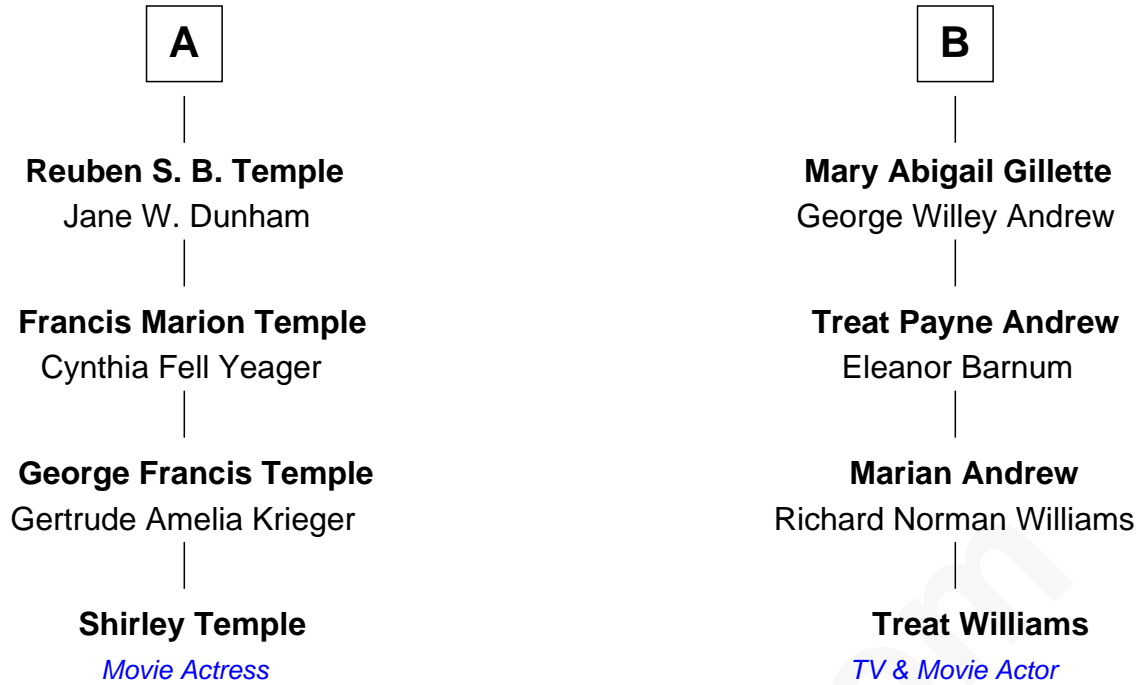 A
Reuben S. B. Temple
Jane W. Dunham
Francis Marion Temple
Cynthia Fell Yeager
George Francis Temple
Gertrude Amelia Krieger
Shirley Temple
Movie Actress
B
Mary Abigail Gillette
George Willey Andrew
Treat Payne Andrew
Eleanor Barnum
Marian Andrew
Richard Norman Williams
Treat Williams
TV & Movie Actor